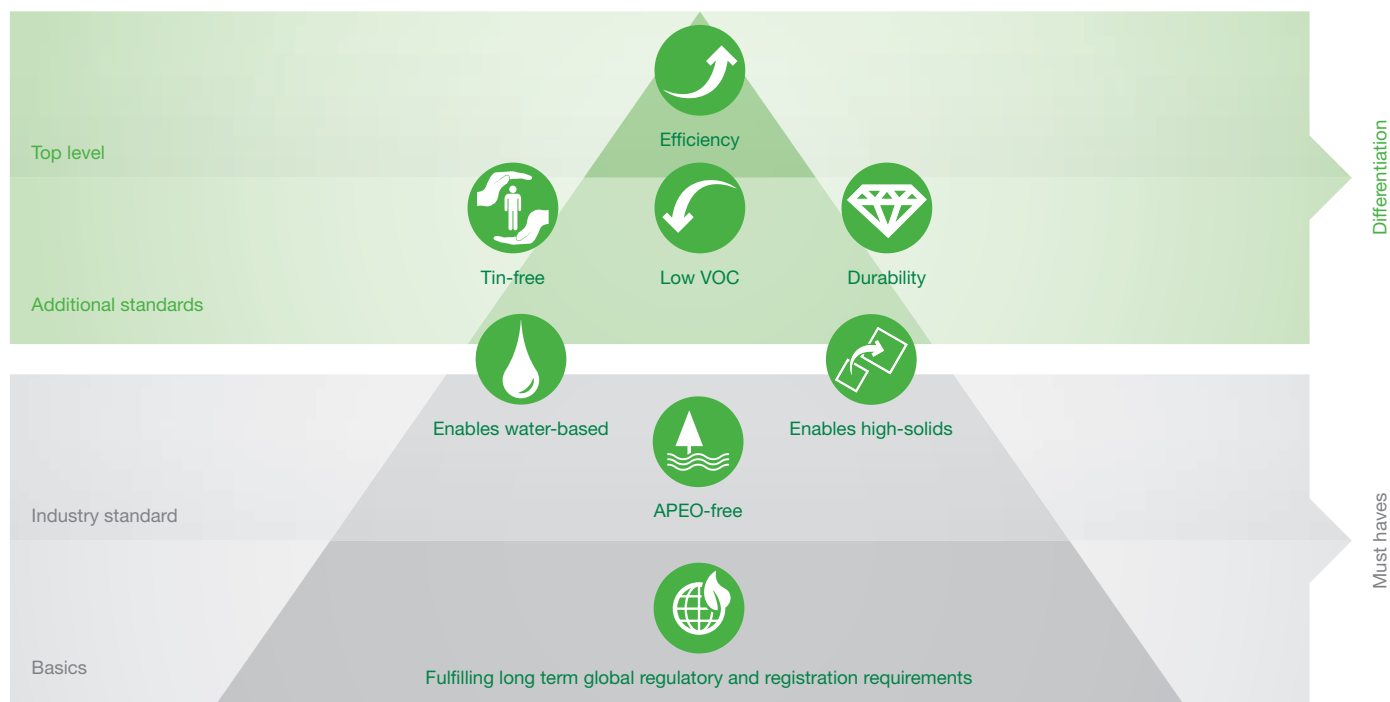 Efficiency
Top level
Differentiation
Tin-free
Low VOC
Durability
Additional standards
Enables water-based
Enables high-solids
APEO-free
Industry standard
Must haves
Basics
Fulfilling long term global regulatory and registration requirements